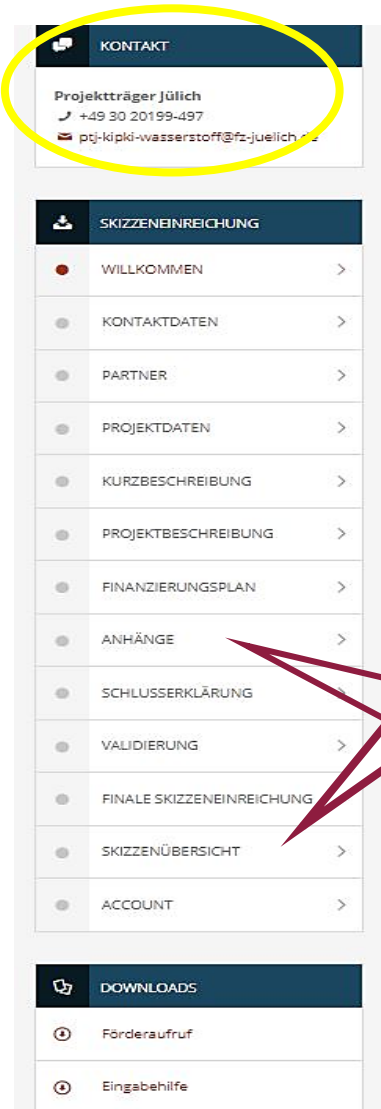 KONTAKT
Projektträger Jülich
+49 30 20199-497
ptj-kipki-wasserstoff@fz-juelich.de
SKIZZENEINREICHUNG
WILLKOMMEN
KONTAKTDATEN
PARTNER
PROJEKTDATEN
KURZBESCHREIBUNG
PROJEKTBESCHREIBUNG
FINANZIERUNGSPLAN
ANHÄNGE
SCHLUSSERKLÄRUNG
VALIDIERUNG
FINALE SKIZZENEINREICHUNG
SKIZZENÜBERSICHT
ACCOUNT
DOWNLOADS
Förderaufruf
Eingabehilfe